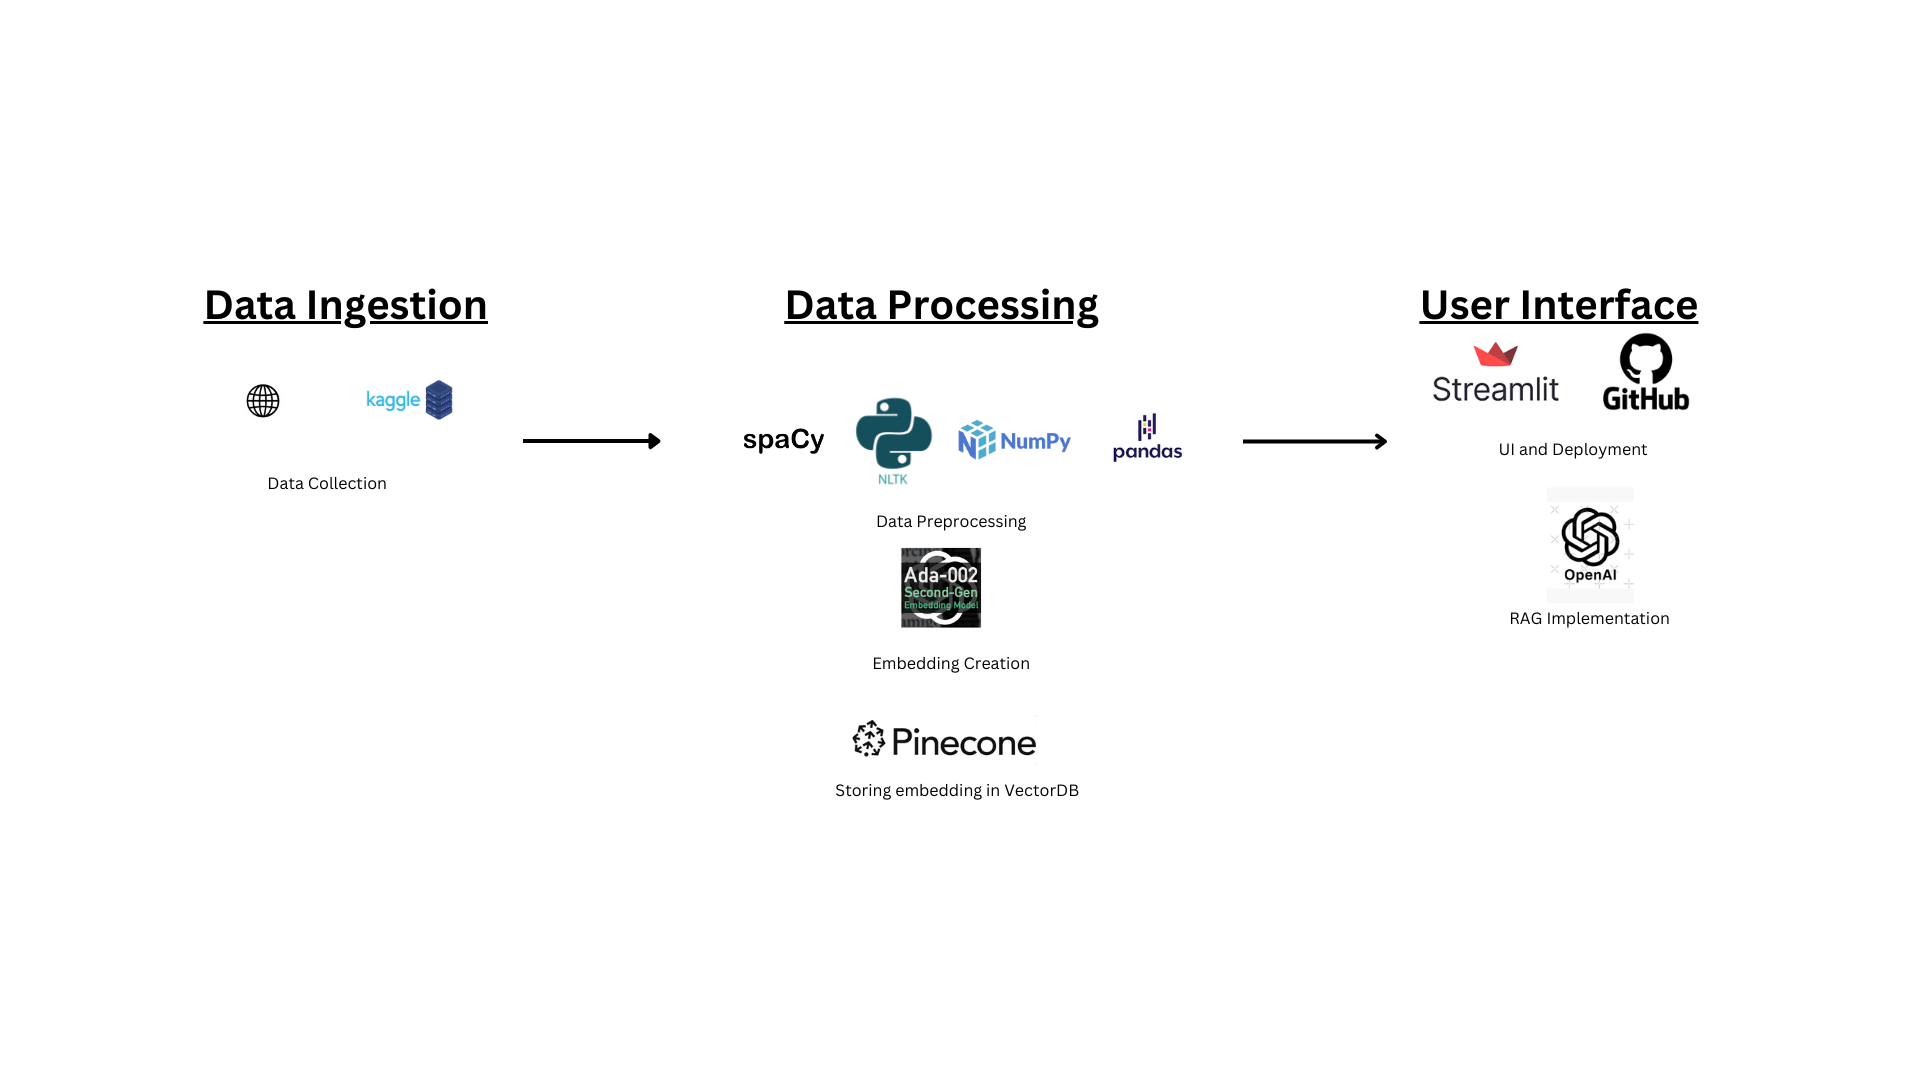 Data Ingestion
kaggle
Data Collection
Data Processing
spaCy
NLTK
NumPy
pandas
Data Preprocessing
Ada-002
Second-Gen
Embedding Model
Embedding Creation
Pinecone
Storing embedding in VectorDB
User Interface
Streamlit
GitHub
UI and Deployment
OpenAI
RAG Implementation